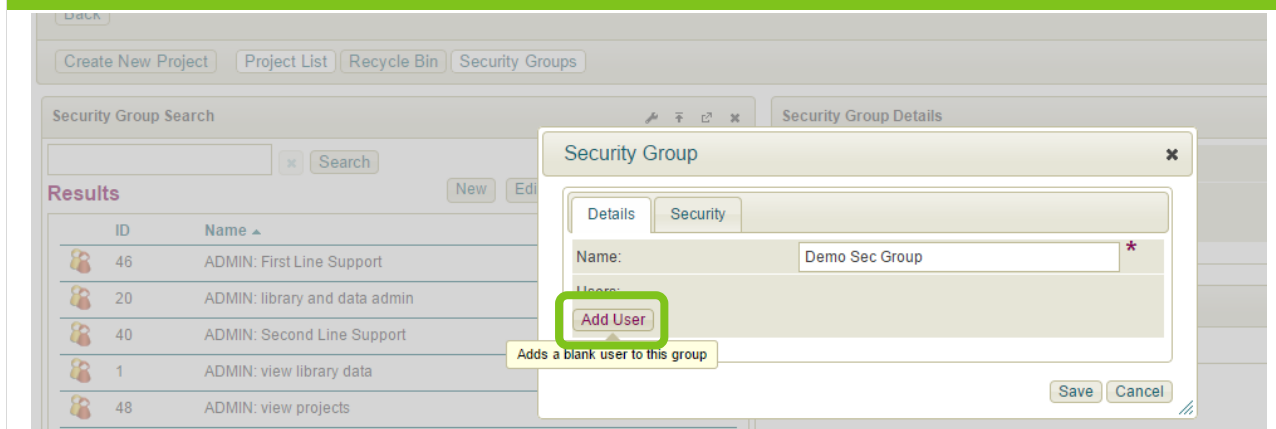 Back
Create New Project Project List Recycle Bin Security Groups
Security Group Search
Security Group Details
Search
Results
New Edi
ID Name
46 ADMIN: First Line Support
20 ADMIN: library and data admin
40 ADMIN: Second Line Support
1 ADMIN: view library data
48 ADMIN: view projects
Security Group
Details Security
Name: Demo Sec Group *
Users:
Add User
Adds a blank user to this group
Save Cancel